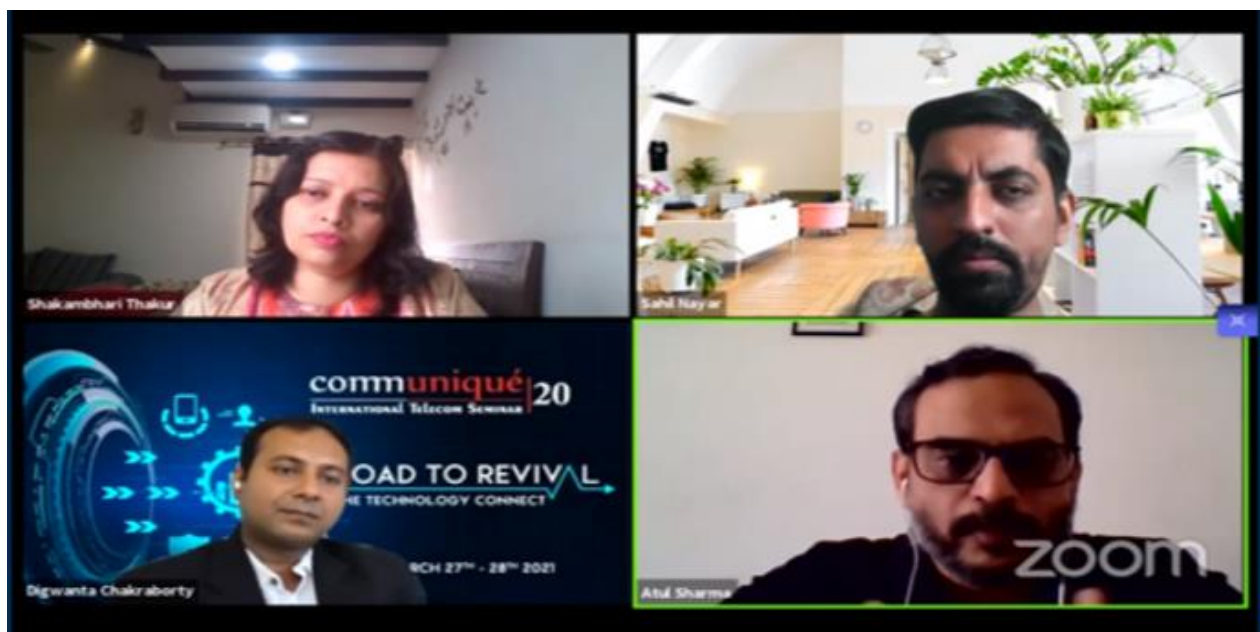 Shakambhari Thakur
Sahil Nayar
communiqué 20
INTERNATIONAL TELECOM SEMINAR
OAD TO REVIVAL
HE TECHNOLOGY CONNECT
RCH 27TH - 28TH 2021
Digwanta Chakraborty
Atul Sharma
zoom